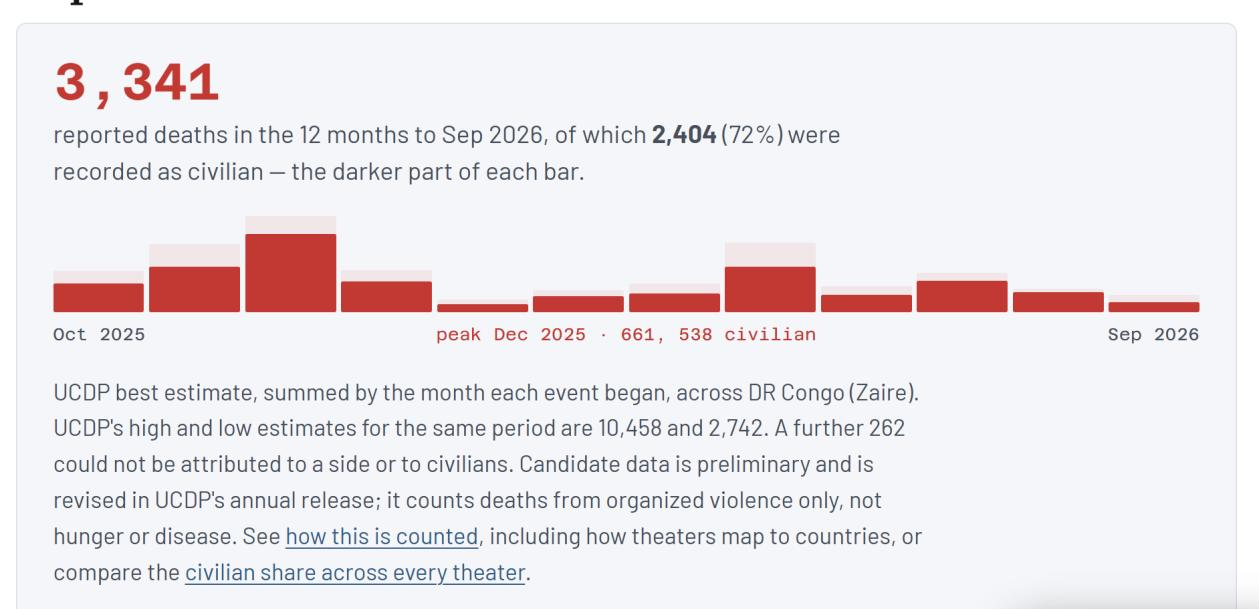 3,341
reported deaths in the 12 months to Sep 2026, of which 2,404 (72%) were
recorded as civilian — the darker part of each bar.
Oct 2025 peak Dec 2025 · 661, 538 civilian Sep 2026
UCDP best estimate, summed by the month each event began, across DR Congo (Zaire).
UCDP's high and low estimates for the same period are 10,458 and 2,742. A further 262
could not be attributed to a side or to civilians. Candidate data is preliminary and is
revised in UCDP's annual release; it counts deaths from organized violence only, not
hunger or disease. See how this is counted, including how theaters map to countries, or
compare the civilian share across every theater.